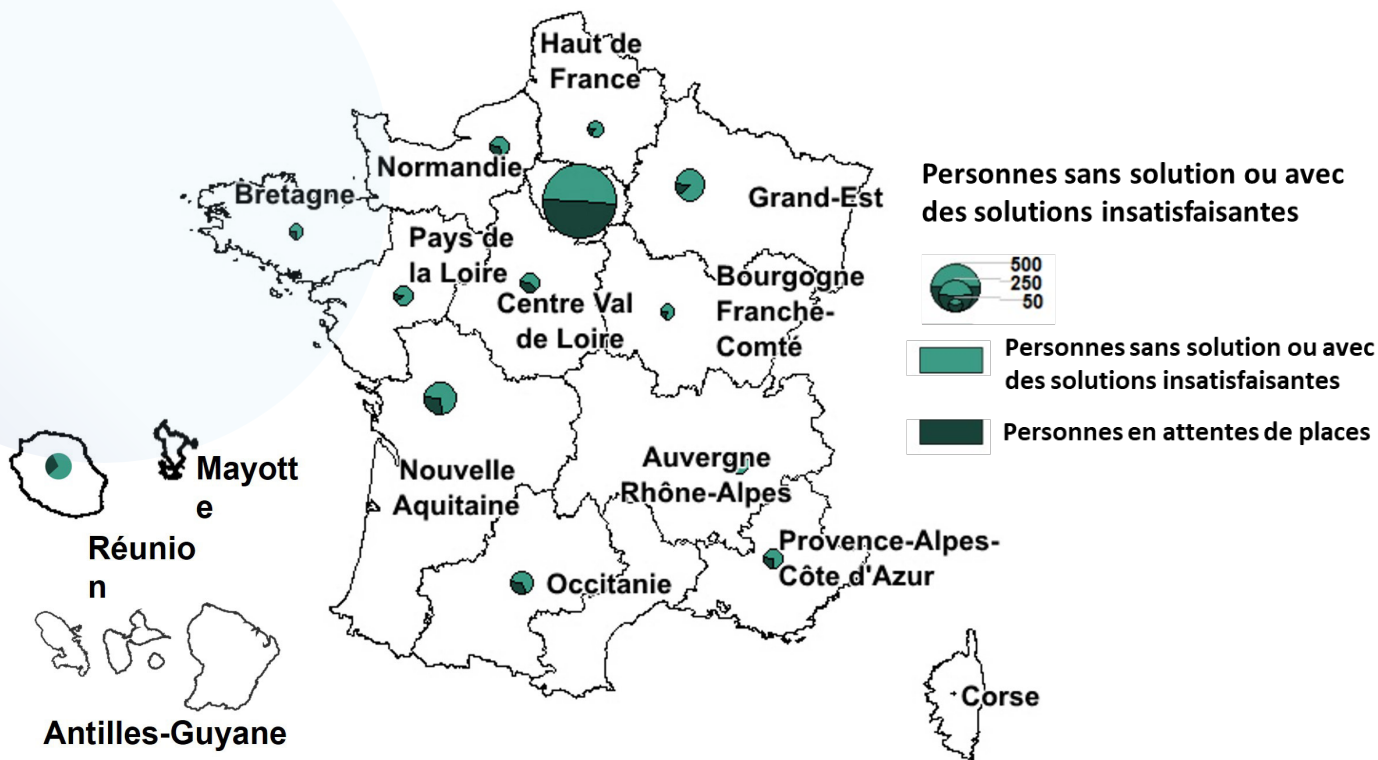 Haut de
France
Normandie
Bretagne
Grand-Est
Pays de
la Loire
Centre Val
de Loire
Bourgogne
Franche-
Comté
Nouvelle
Aquitaine
Auvergne
Rhône-Alpes
Provence-Alpes-
Côte d'Azur
Occitanie
Corse
Mayott
e
Réunio
n
Antilles-Guyane
Personnes sans solution ou avec
des solutions insatisfaisantes
500
250
50
Personnes sans solution ou avec
des solutions insatisfaisantes
Personnes en attentes de places